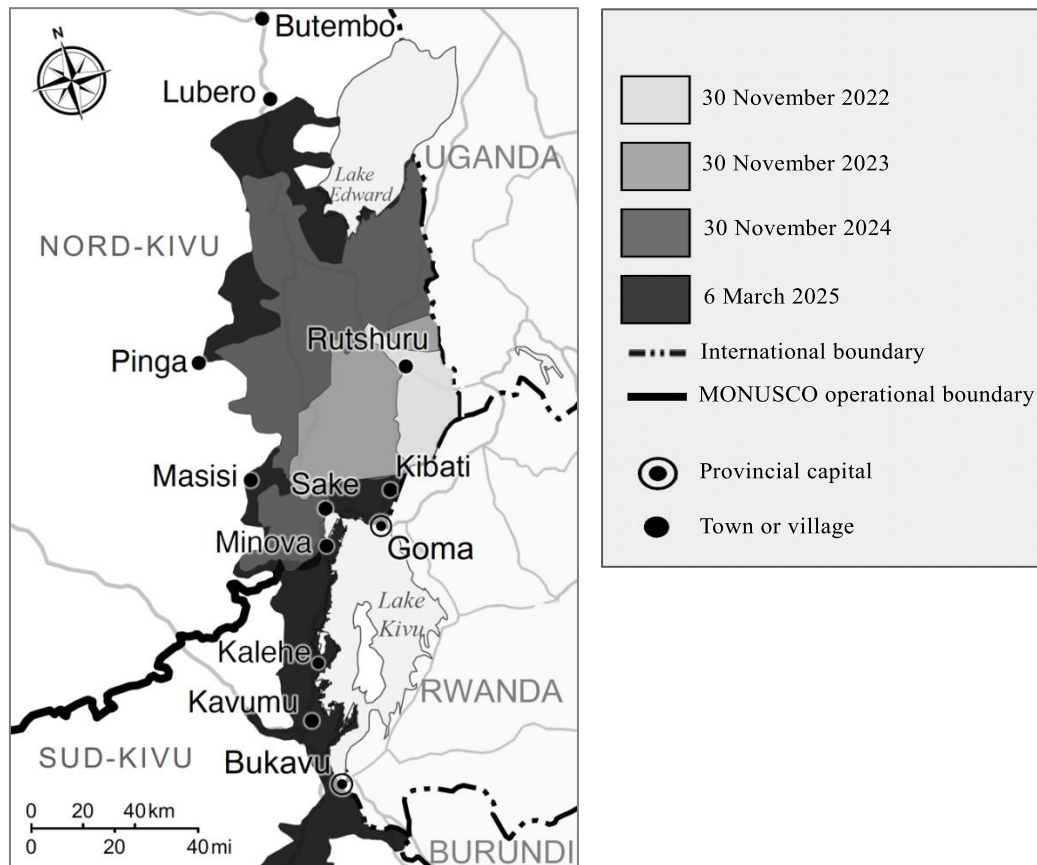 N
Butembo
Lubero
UGANDA
Lake
Edward
NORD-KIVU
Rutshuru
Pinga
Masisi
Kibati
Sake
Minova
Goma
Lake
Kivu
Kalehe
RWANDA
Kavumu
SUD-KIVU
Bukavu
0 20 40 km
0 20 40 mi
BURUNDI
30 November 2022
30 November 2023
30 November 2024
6 March 2025
International boundary
MONUSCO operational boundary
Provincial capital
Town or village